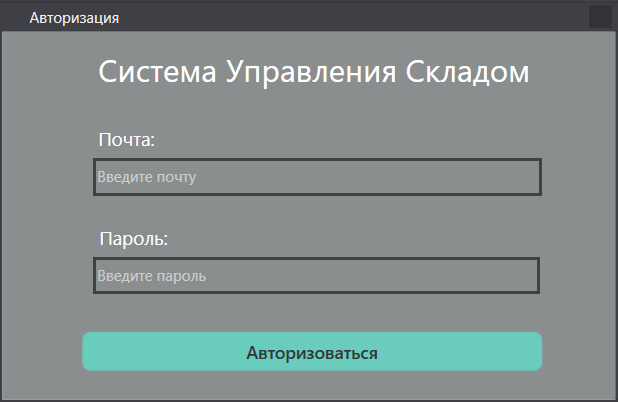 Авторизация
Система Управления Складом
Почта:
Введите почту
Пароль:
Введите пароль
Авторизоваться